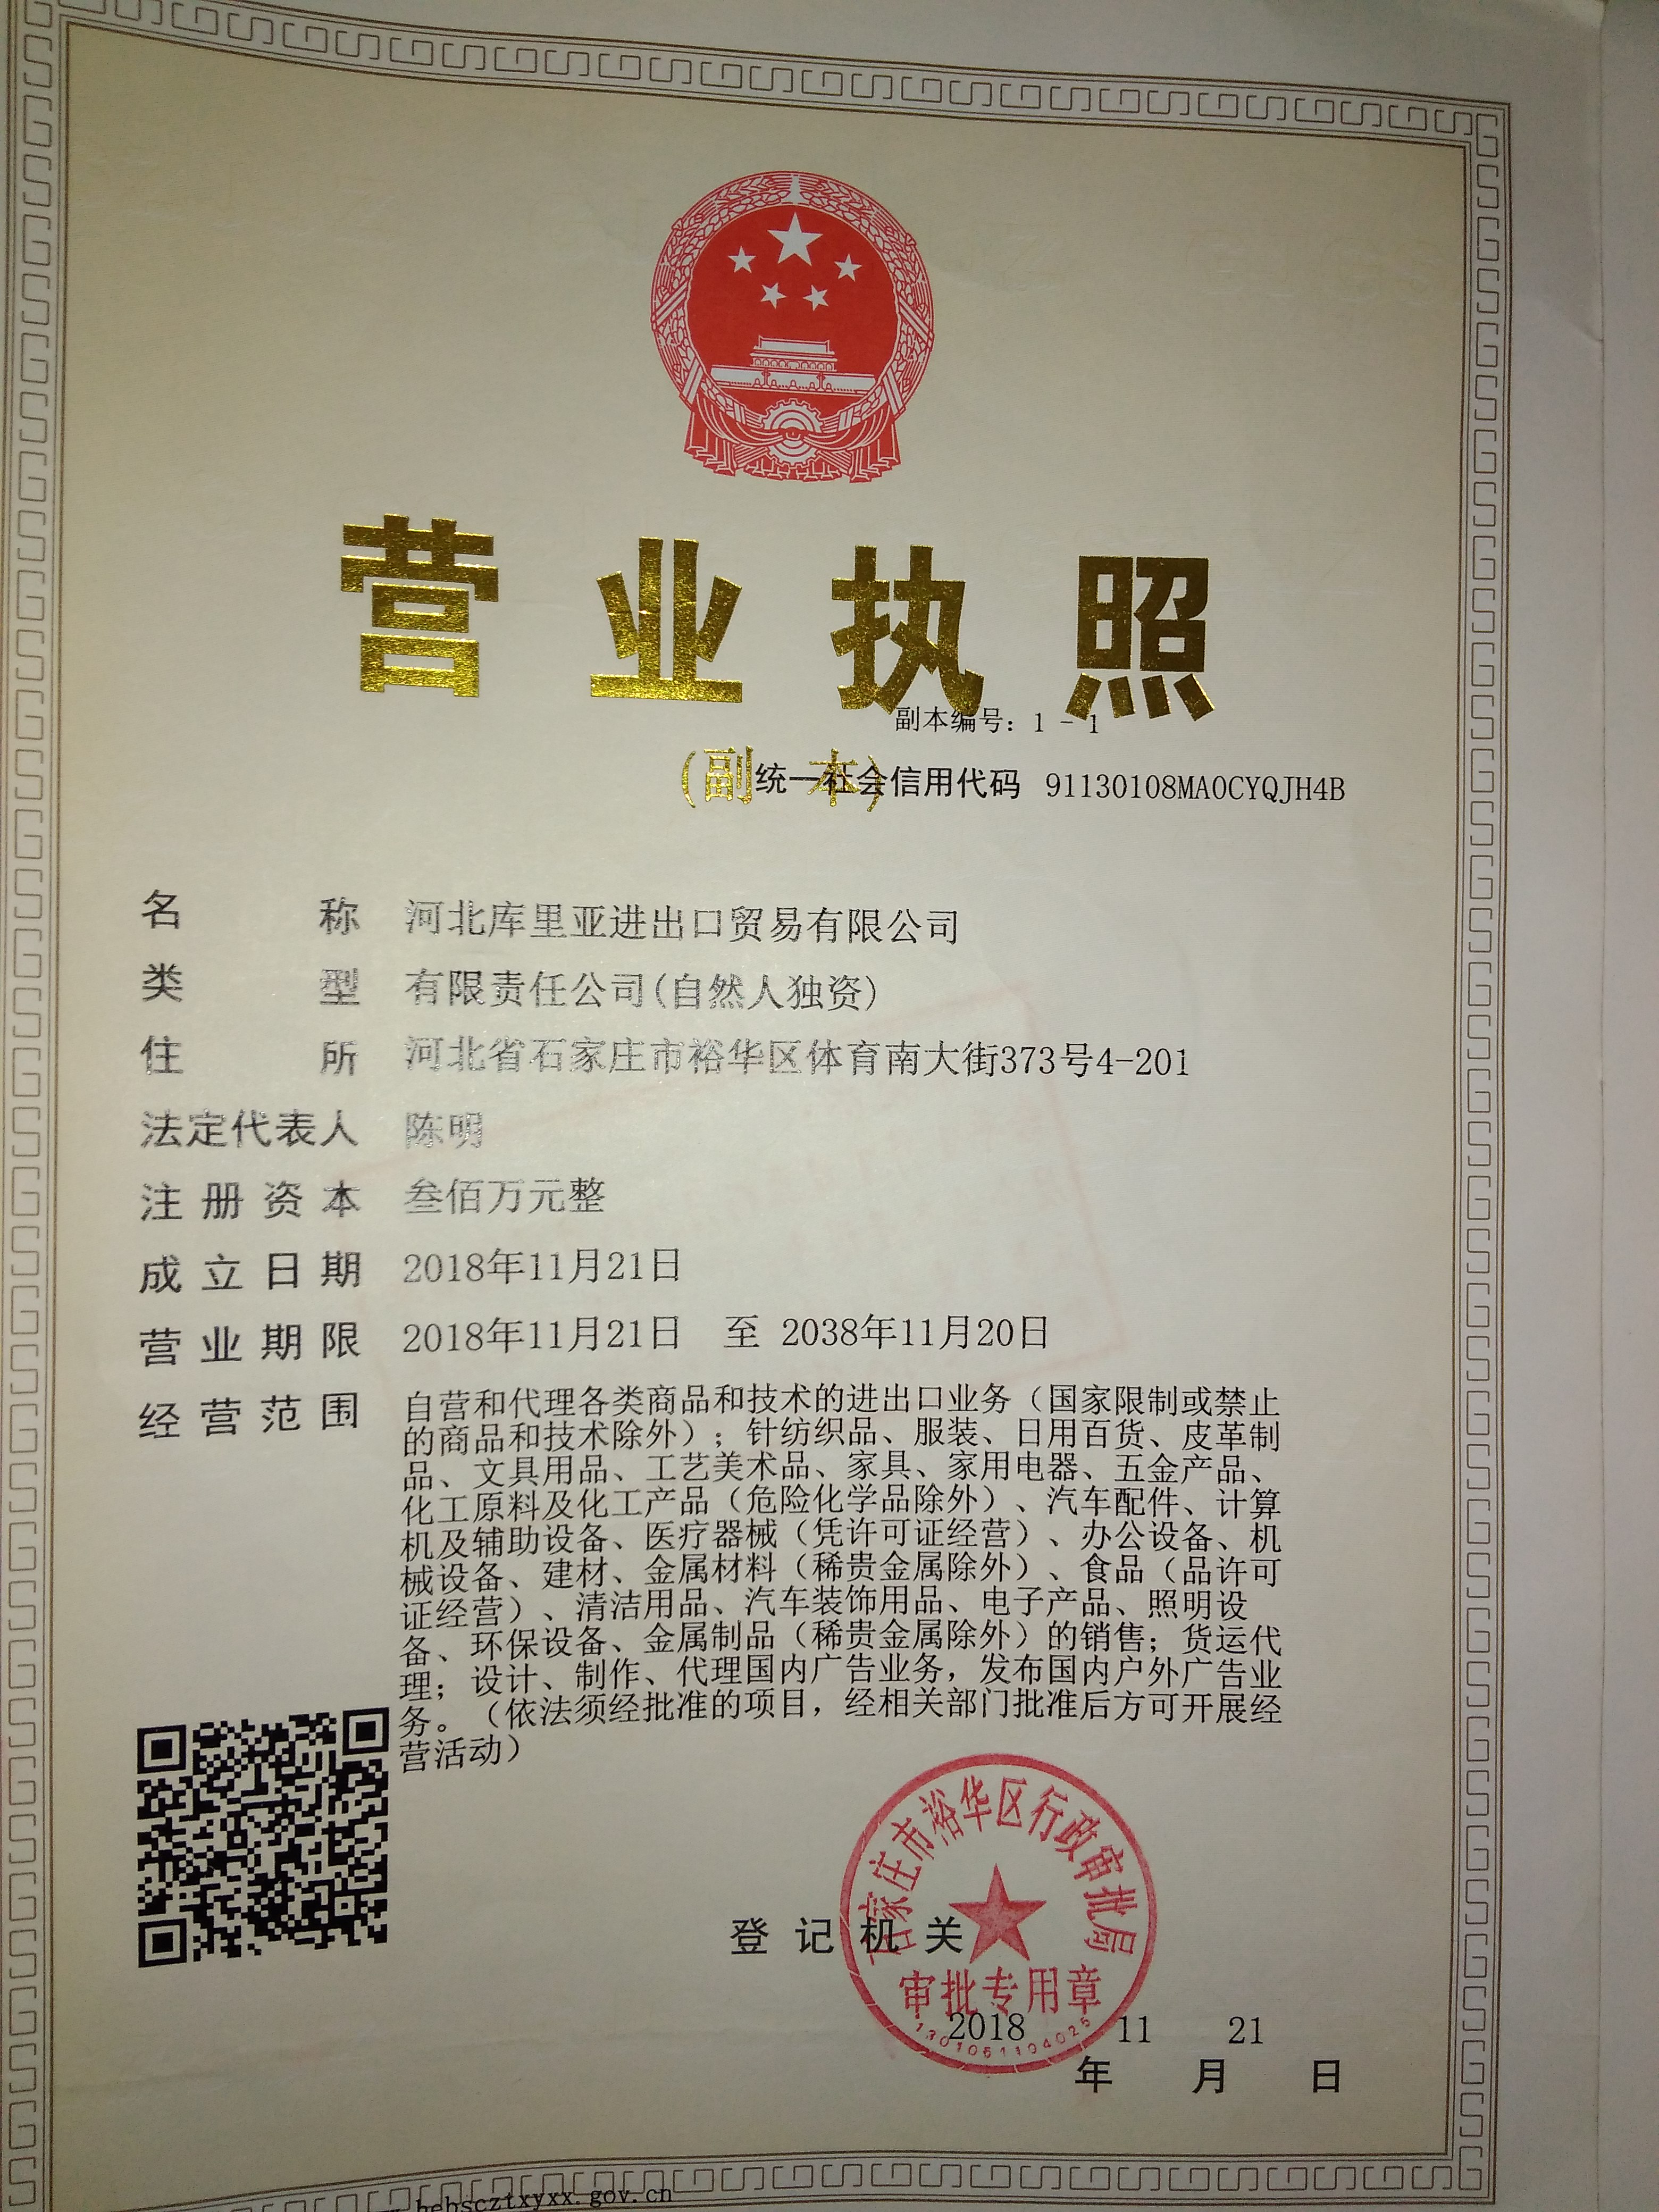 营业执照
副本编号：1-1
(副本)
统一社会信用代码 91130108MA0CYQJH4B
名称 河北库里亚进出口贸易有限公司
类型 有限责任公司(自然人独资)
住所 河北省石家庄市裕华区体育南大街373号4-201
法定代表人 陈明
注册资本 叁佰万元整
成立日期 2018年11月21日
营业期限 2018年11月21日 至 2038年11月20日
经营范围 自营和代理各类商品和技术的进出口业务（国家限制或禁止
的商品和技术除外）；针纺织品、服装、日用百货、皮革制
品、文具用品、工艺美术品、家具、家用电器、五金产品、
化工原料及化工产品（危险化学品除外）、汽车配件、计算
机及辅助设备、医疗器械（凭许可证经营）、办公设备、机
械设备、建材、金属材料（稀贵金属除外）、食品（品许可
证经营）、清洁用品、汽车装饰用品、电子产品、照明设
备、环保设备、金属制品（稀贵金属除外）的销售；货运代
理；设计、制作、代理国内广告业务，发布国内户外广告业
务。（依法须经批准的项目，经相关部门批准后方可开展经
营活动）
石家庄市裕华区行政审批局
登记机关
审批专用章
1301051104025
2018 11 21
年 月 日
hebscztxyxx.gov.cn